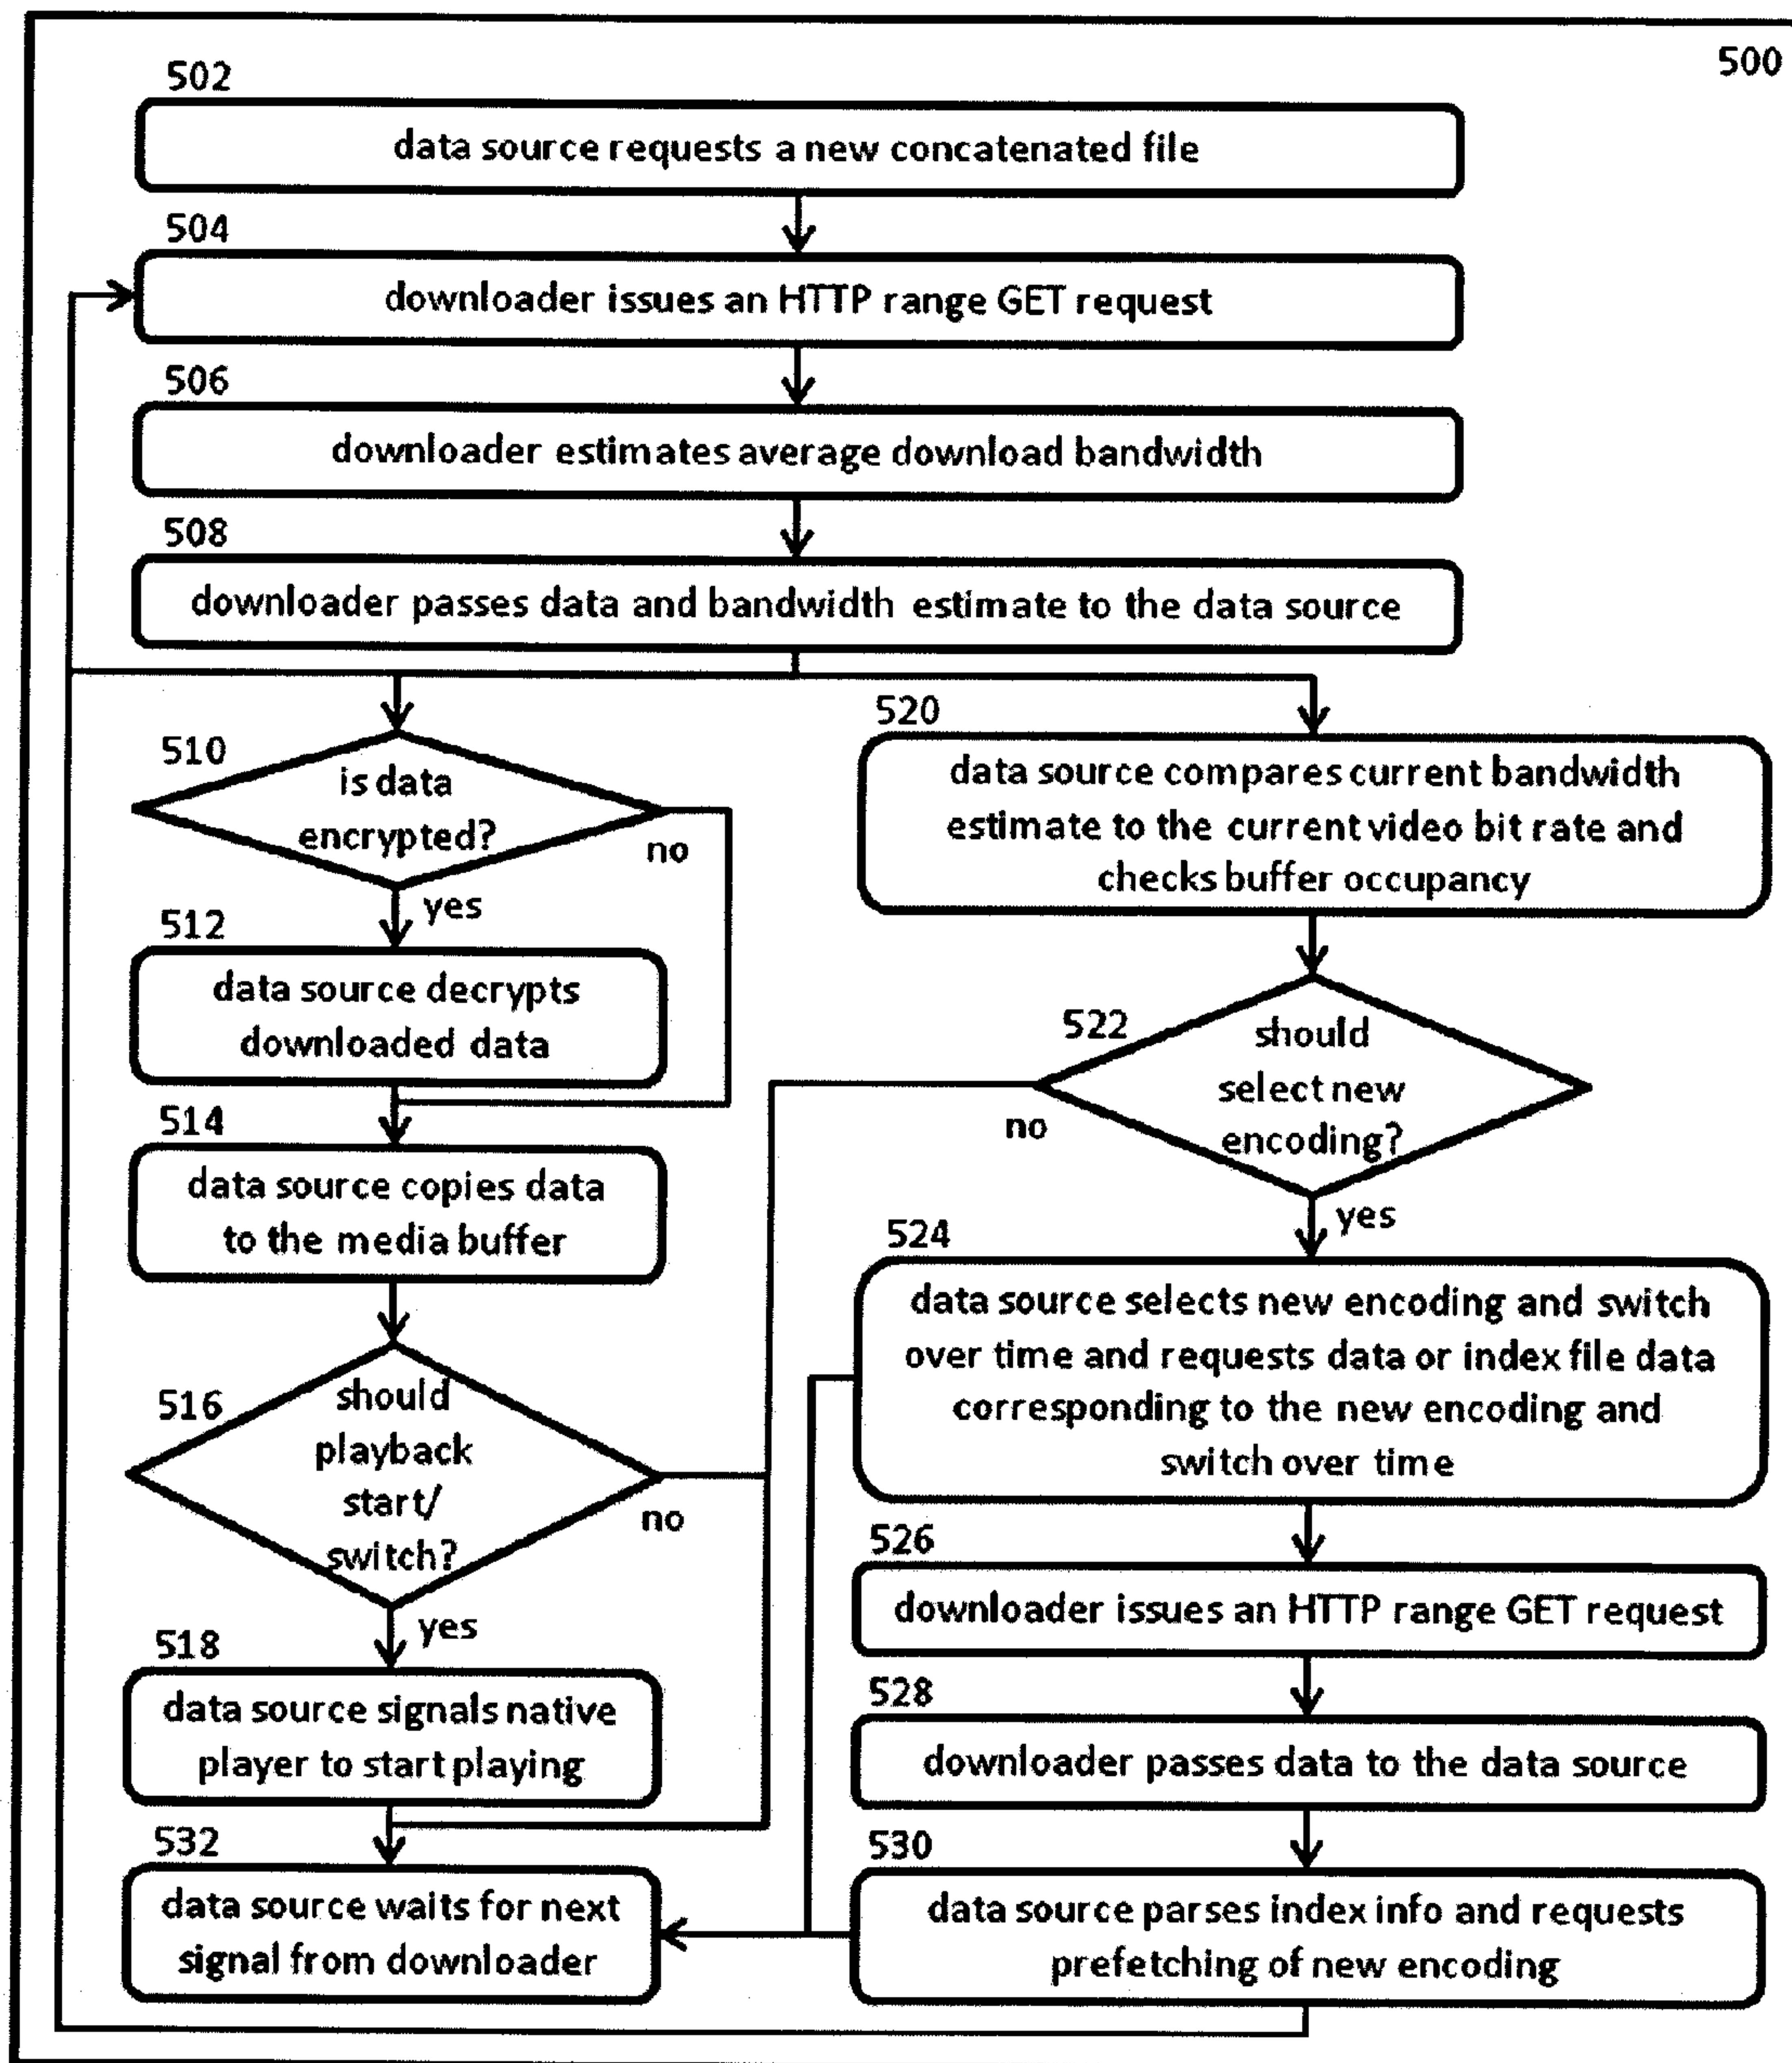 500
502
data source requests a new concatenated file
504
downloader issues an HTTP range GET request
506
downloader estimates average download bandwidth
508
downloader passes data and bandwidth estimate to the data source
510
is data
encrypted?
no
yes
512
data source decrypts
downloaded data
514
data source copies data
to the media buffer
516
should
playback
start/
switch?
no
yes
518
data source signals native
player to start playing
532
data source waits for next
signal from downloader
520
data source compares current bandwidth
estimate to the current video bit rate and
checks buffer occupancy
522
should
select new
encoding?
no
yes
524
data source selects new encoding and switch
over time and requests data or index file data
corresponding to the new encoding and
switch over time
526
downloader issues an HTTP range GET request
528
downloader passes data to the data source
530
data source parses index info and requests
prefetching of new encoding